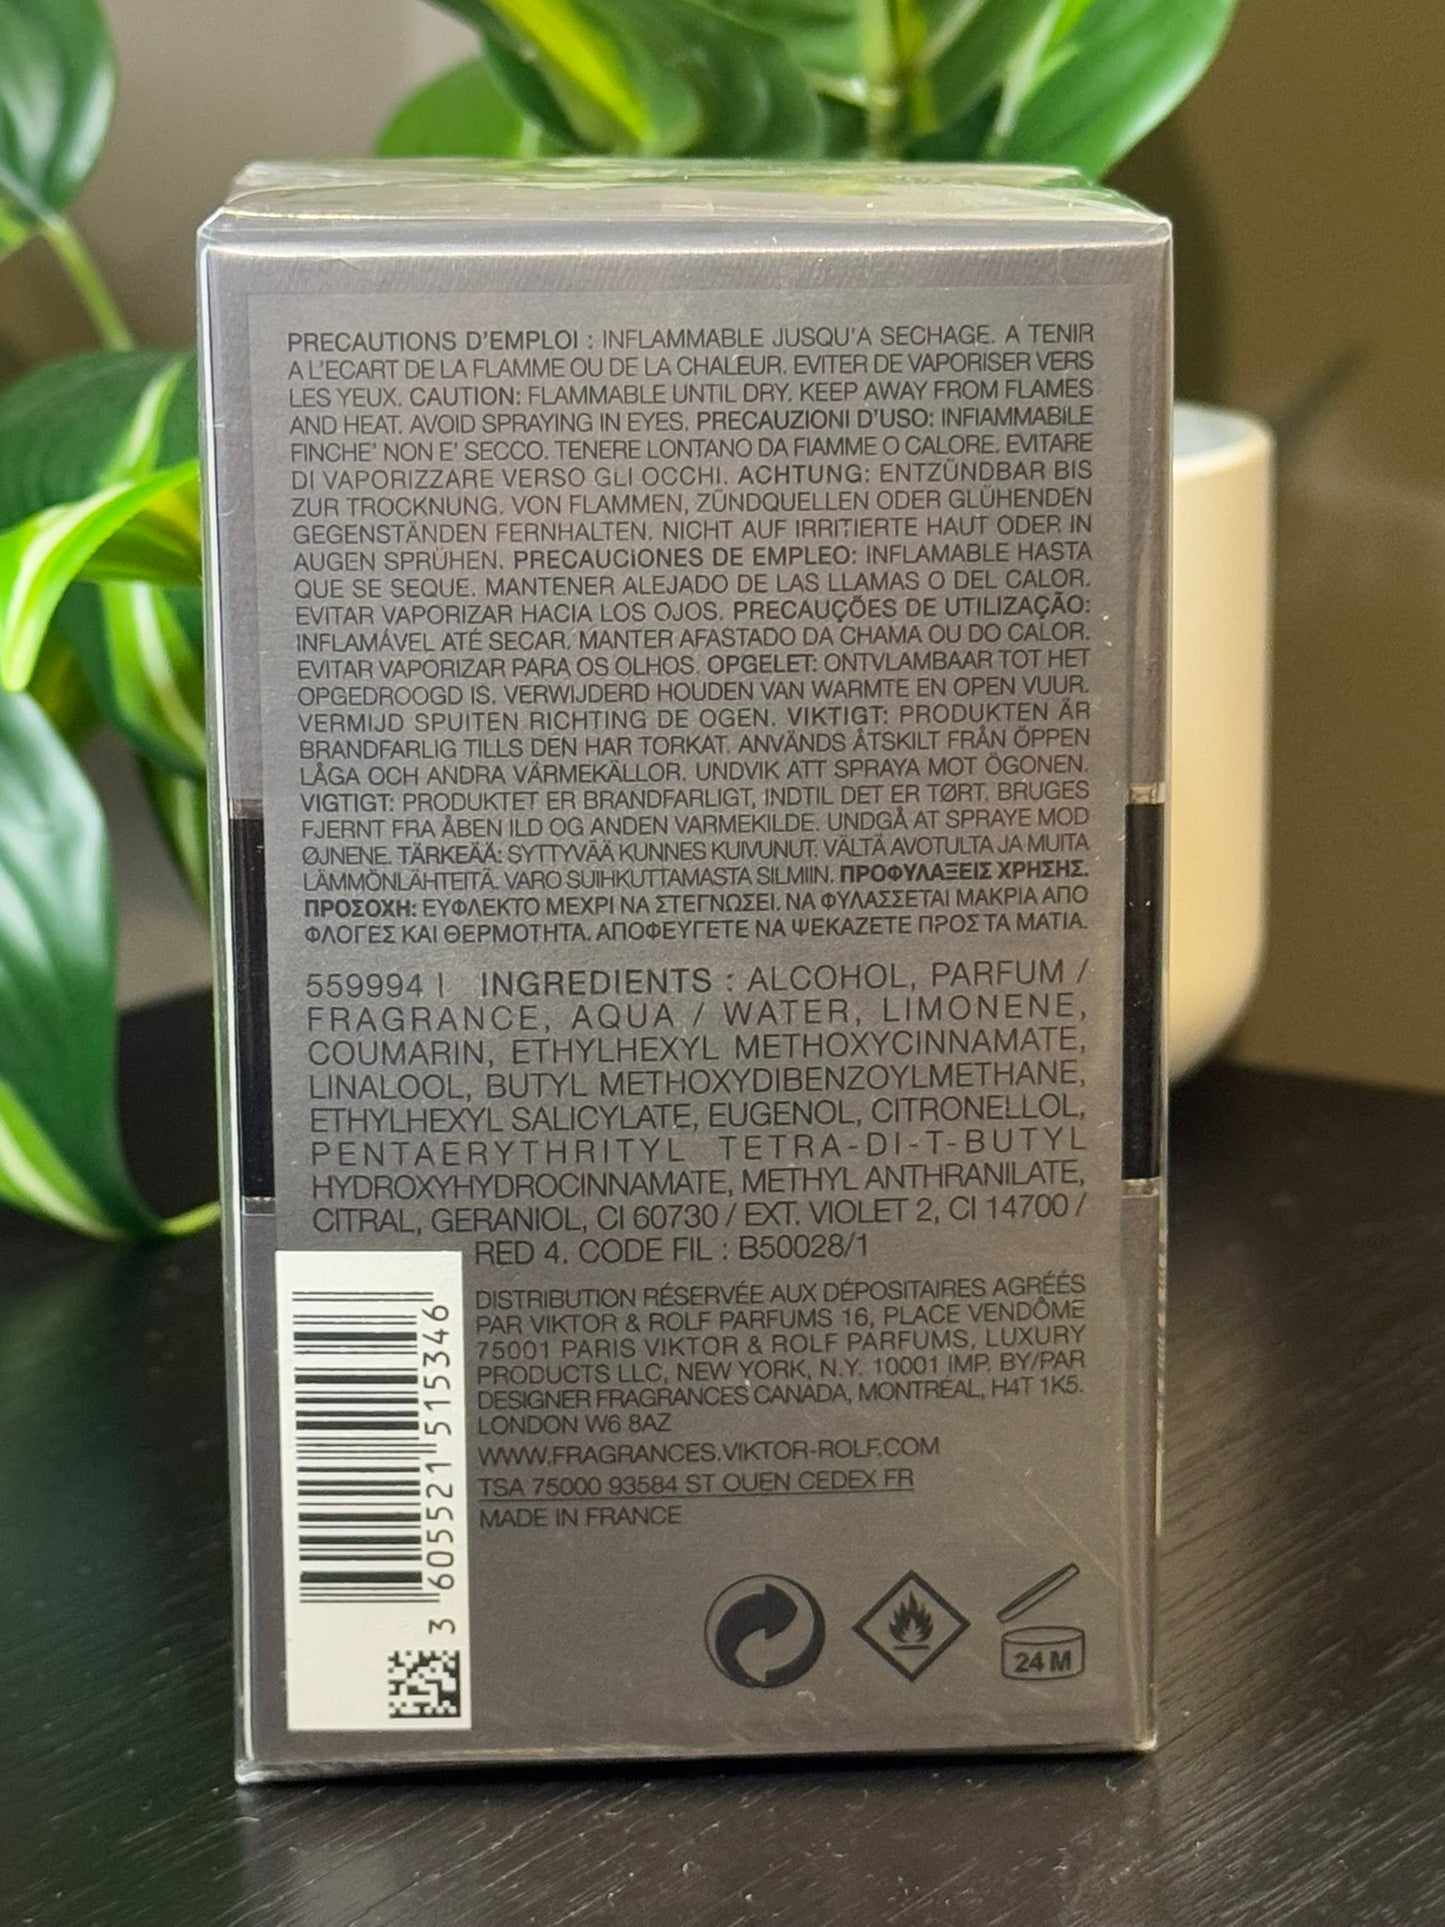 PRECAUTIONS D'EMPLOI : INFLAMMABLE JUSQU'A SECHAGE. A TENIR
A L'ECART DE LA FLAMME OU DE LA CHALEUR. EVITER DE VAPORISER VERS
LES YEUX. CAUTION: FLAMMABLE UNTIL DRY. KEEP AWAY FROM FLAMES
AND HEAT. AVOID SPRAYING IN EYES. PRECAUZIONI D'USO: INFIAMMABILE
FINCHE' NON E' SECCO. TENERE LONTANO DA FIAMME O CALORE. EVITARE
DI VAPORIZZARE VERSO GLI OCCHI. ACHTUNG: ENTZÜNDBAR BIS
ZUR TROCKNUNG. VON FLAMMEN, ZÜNDQUELLEN ODER GLÜHENDEN
GEGENSTÄNDEN FERNHALTEN. NICHT AUF IRRITIERTE HAUT ODER IN
AUGEN SPRÜHEN. PRECAUCIONES DE EMPLEO: INFLAMABLE HASTA
QUE SE SEQUE. MANTENER ALEJADO DE LAS LLAMAS O DEL CALOR.
EVITAR VAPORIZAR HACIA LOS OJOS. PRECAUÇÕES DE UTILIZAÇÃO:
INFLAMÁVEL ATÉ SECAR. MANTER AFASTADO DA CHAMA OU DO CALOR.
EVITAR VAPORIZAR PARA OS OLHOS. OPGELET: ONTVLAMBAAR TOT HET
OPGEDROOGD IS. VERWIJDERD HOUDEN VAN WARMTE EN OPEN VUUR.
VERMIJD SPUITEN RICHTING DE OGEN. VIKTIGT: PRODUKTEN ÄR
BRANDFARLIG TILLS DEN HAR TORKAT. ANVÄNDS ÅTSKILT FRÅN ÖPPEN
LÅGA OCH ANDRA VÄRMEKÄLLOR. UNDVIK ATT SPRAYA MOT ÖGONEN.
VIGTIGT: PRODUKTET ER BRANDFARLIGT, INDTIL DET ER TØRT. BRUGES
FJERNT FRA ÅBEN ILD OG ANDEN VARMEKILDE. UNDGÅ AT SPRAYE MOD
ØJNENE. TÄRKEÄÄ: SYTTYVÄÄ KUNNES KUIVUNUT. VÄLTÄ AVOTULTA JA MUITA
LÄMMÖNLÄHTEITÄ. VARO SUIHKUTTAMASTA SILMIIN. ΠΡΟΦΥΛΑΞΕΙΣ ΧΡΗΣΗΣ.
ΠΡΟΣΟΧΗ: ΕΥΦΛΕΚΤΟ ΜΕΧΡΙ ΝΑ ΣΤΕΓΝΩΣΕΙ. ΝΑ ΦΥΛΑΣΣΕΤΑΙ ΜΑΚΡΙΑ ΑΠΟ
ΦΛΟΓΕΣ ΚΑΙ ΘΕΡΜΟΤΗΤΑ. ΑΠΟΦΕΥΓΕΤΕ ΝΑ ΨΕΚΑΖΕΤΕ ΠΡΟΣ ΤΑ ΜΑΤΙΑ.
559994 I INGREDIENTS : ALCOHOL, PARFUM /
FRAGRANCE, AQUA / WATER, LIMONENE,
COUMARIN, ETHYLHEXYL METHOXYCINNAMATE,
LINALOOL, BUTYL METHOXYDIBENZOYLMETHANE,
ETHYLHEXYL SALICYLATE, EUGENOL, CITRONELLOL,
PENTAERYTHRITYL TETRA-DI-T-BUTYL
HYDROXYHYDROCINNAMATE, METHYL ANTHRANILATE,
CITRAL, GERANIOL, CI 60730 / EXT. VIOLET 2, CI 14700 /
RED 4. CODE FIL : B50028/1
DISTRIBUTION RÉSERVÉE AUX DÉPOSITAIRES AGRÉÉS
PAR VIKTOR & ROLF PARFUMS 16, PLACE VENDÔME
75001 PARIS VIKTOR & ROLF PARFUMS, LUXURY
PRODUCTS LLC, NEW YORK, N.Y. 10001 IMP. BY/PAR
DESIGNER FRAGRANCES CANADA, MONTRÉAL, H4T 1K5.
LONDON W6 8AZ
WWW.FRAGRANCES.VIKTOR-ROLF.COM
TSA 75000 93584 ST OUEN CEDEX FR
MADE IN FRANCE
3 605521 515346
24 M